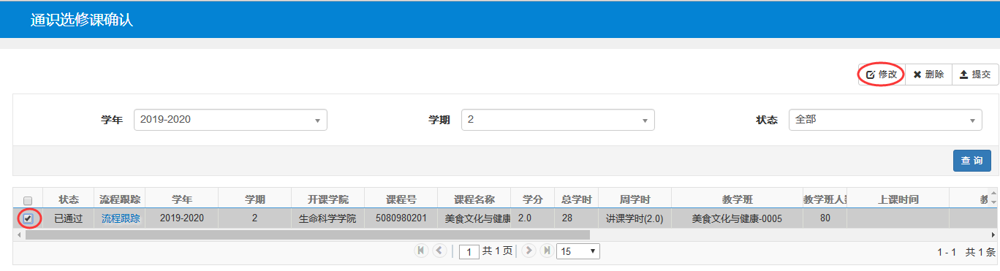 通识选修课确认
修改 删除 提交
学年 2019-2020 学期 2 状态 全部
查 询
状态 流程跟踪 学年 学期 开课学院 课程号 课程名称 学分 总学时 周学时 教学班 教学班人 上课时间
已通过 流程跟踪 2019-2020 2 生命科学学院 5080980201 美食文化与健康 2.0 28 讲课学时(2.0) 美食文化与健康-0005 80
1 共 1 页 15 1 - 1 共 1 条